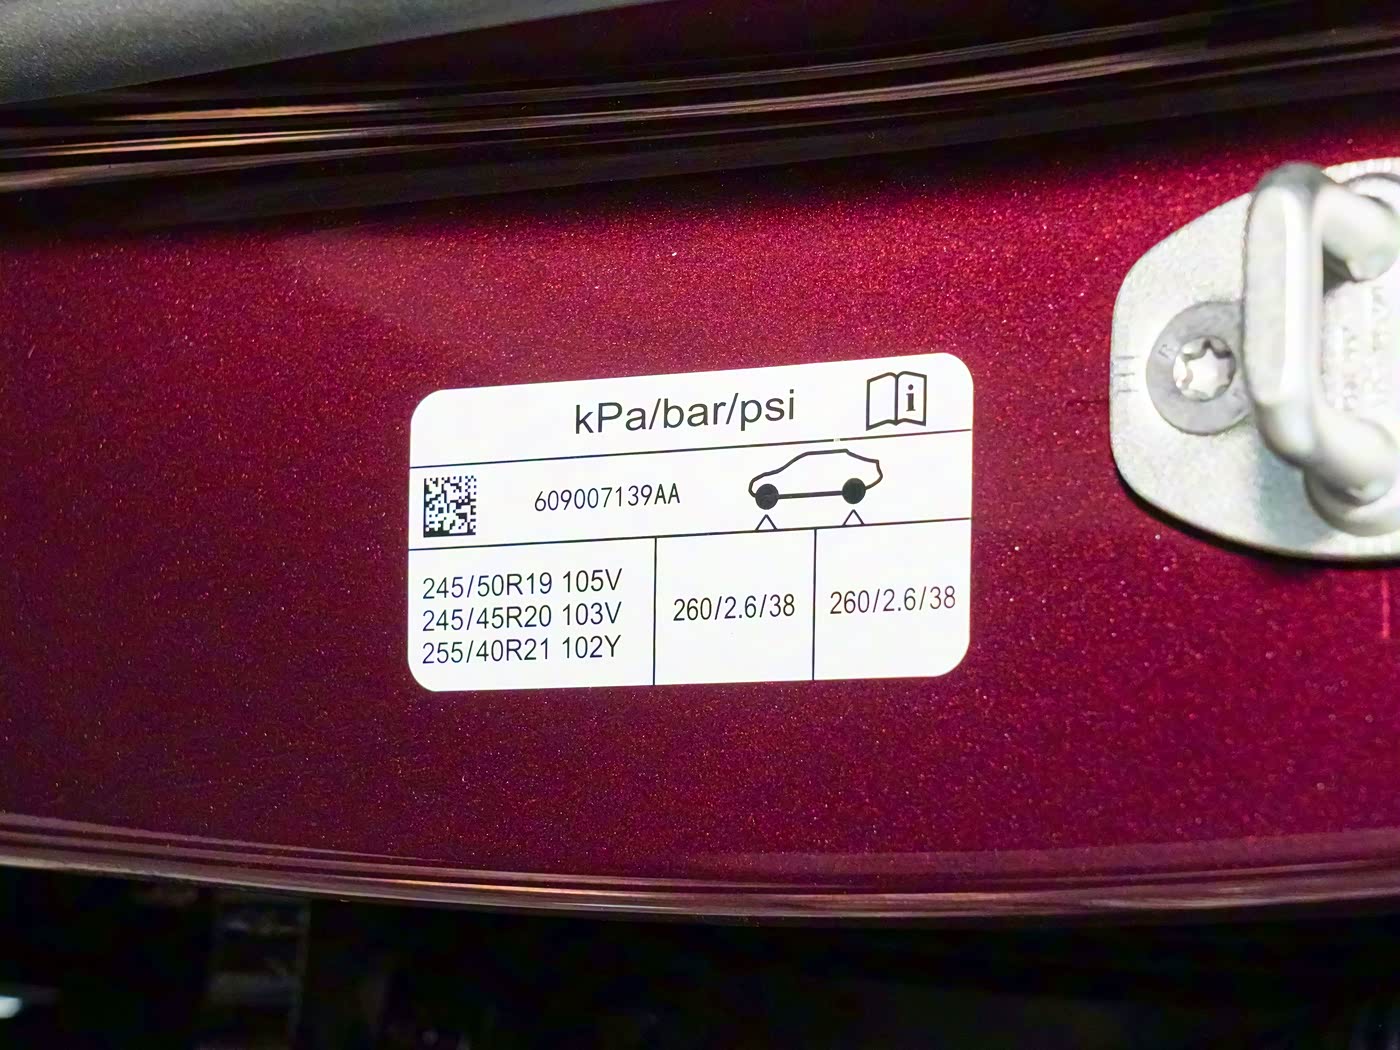 kPa/bar/psi
609007139AA
245/50R19 105V
245/45R20 103V
255/40R21 102Y
260/2.6/38
260/2.6/38